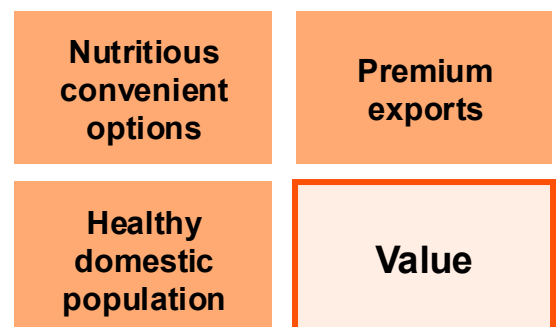 Nutritious
convenient
options
Premium
exports
Healthy
domestic
population
Value